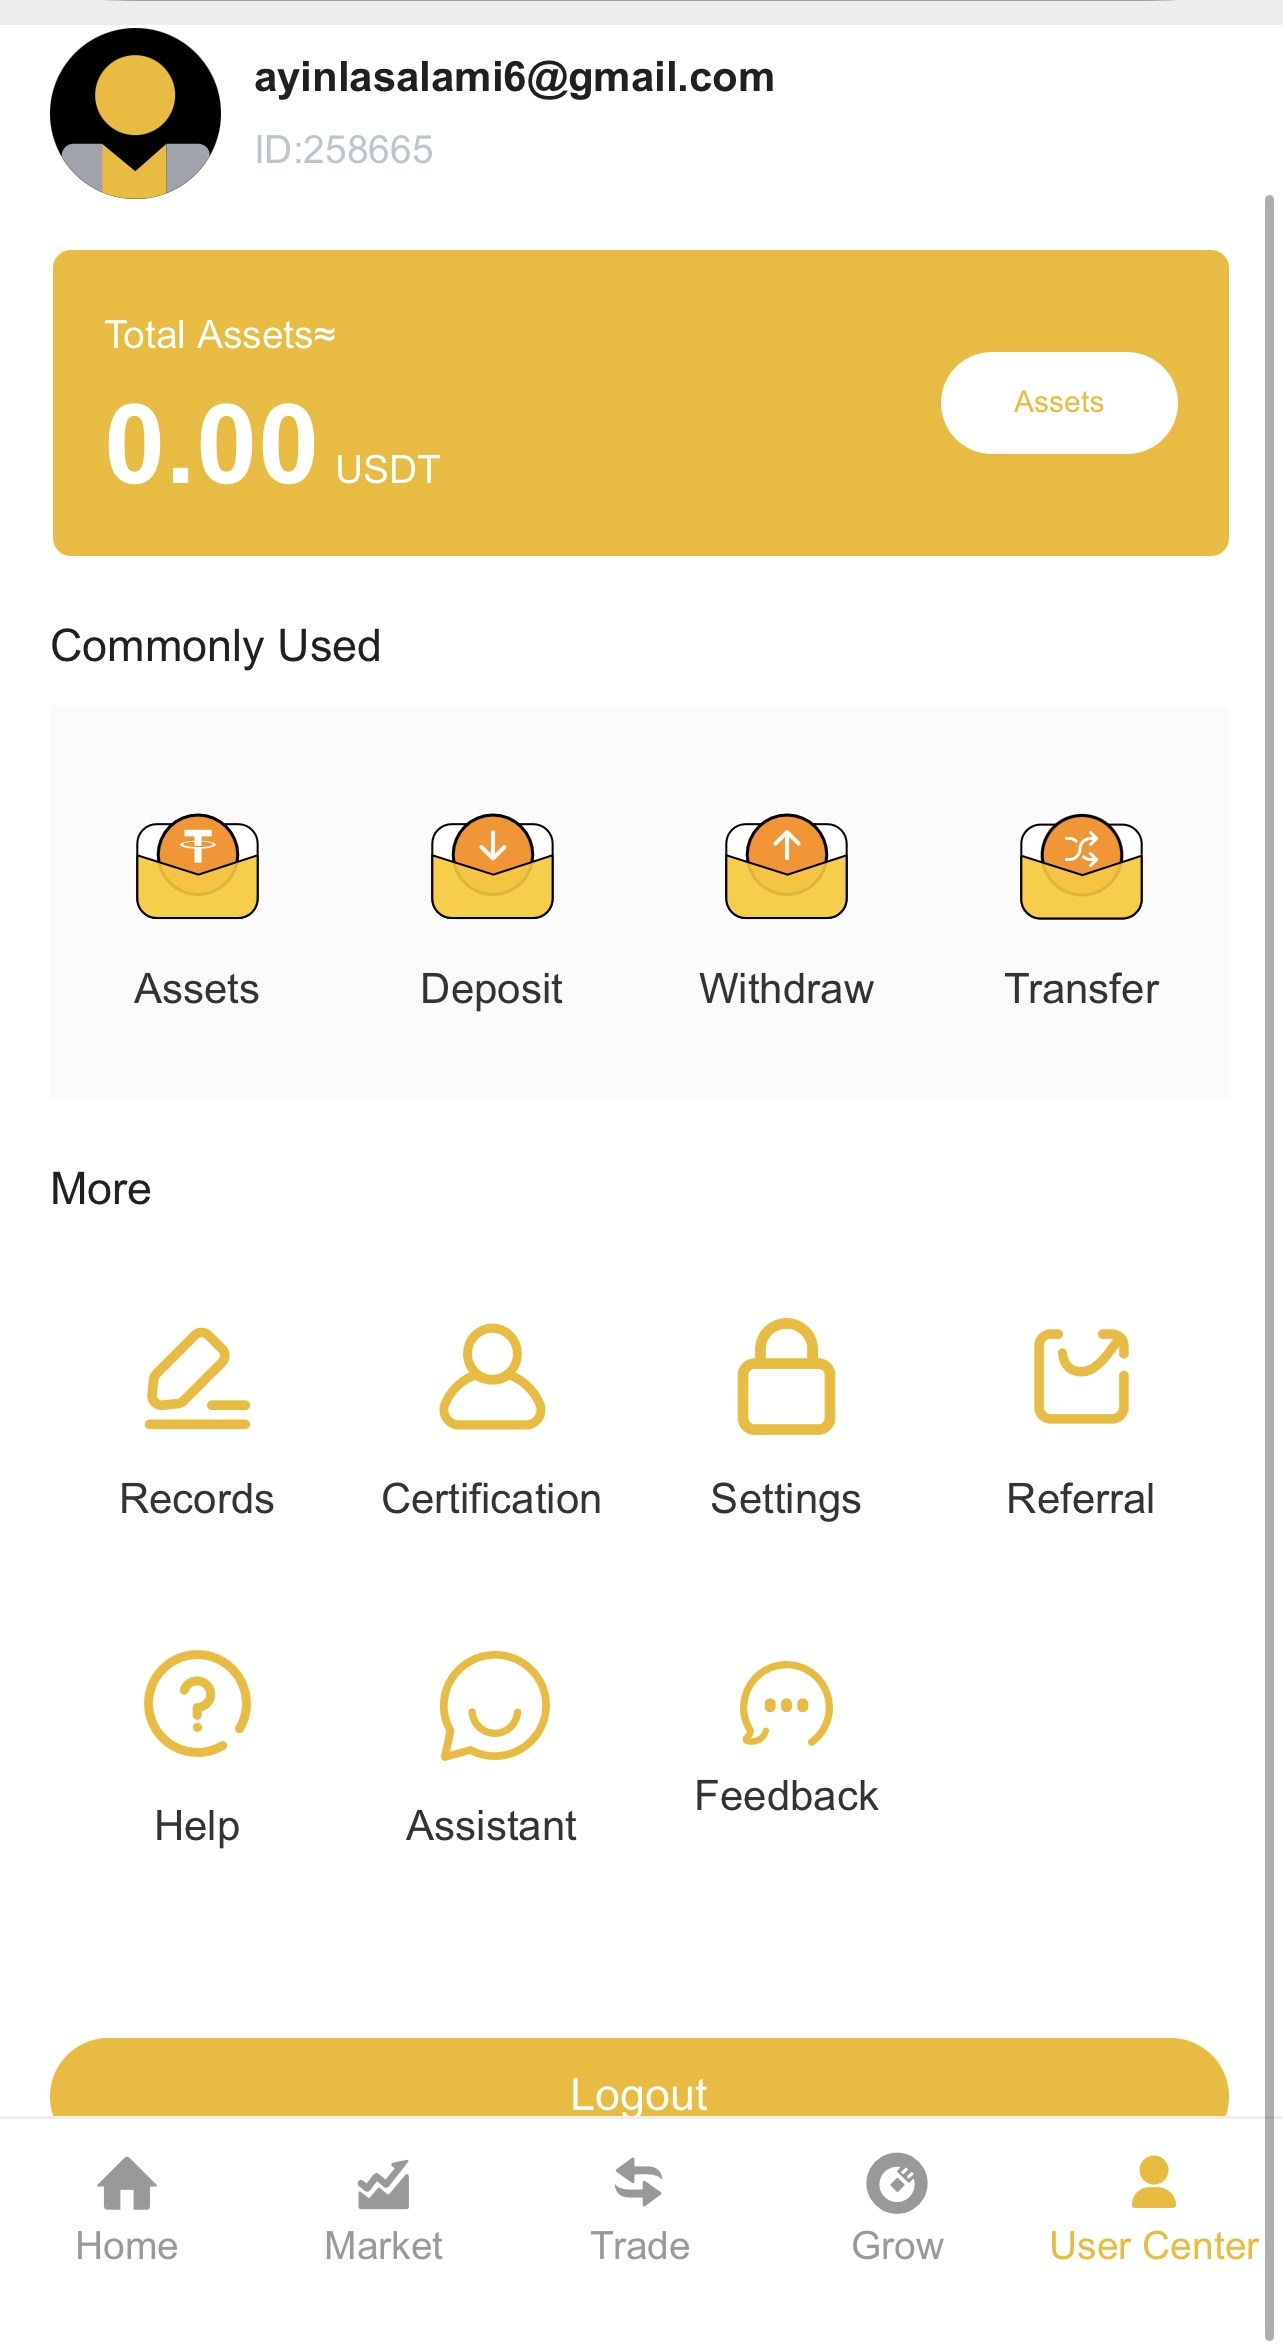 ayinlasalami6@gmail.com
ID:258665
Total Assets≈
0.00 USDT
Assets
Commonly Used
Assets Deposit Withdraw Transfer
More
Records Certification Settings Referral
Help Assistant Feedback
Logout
Home Market Trade Grow User Center